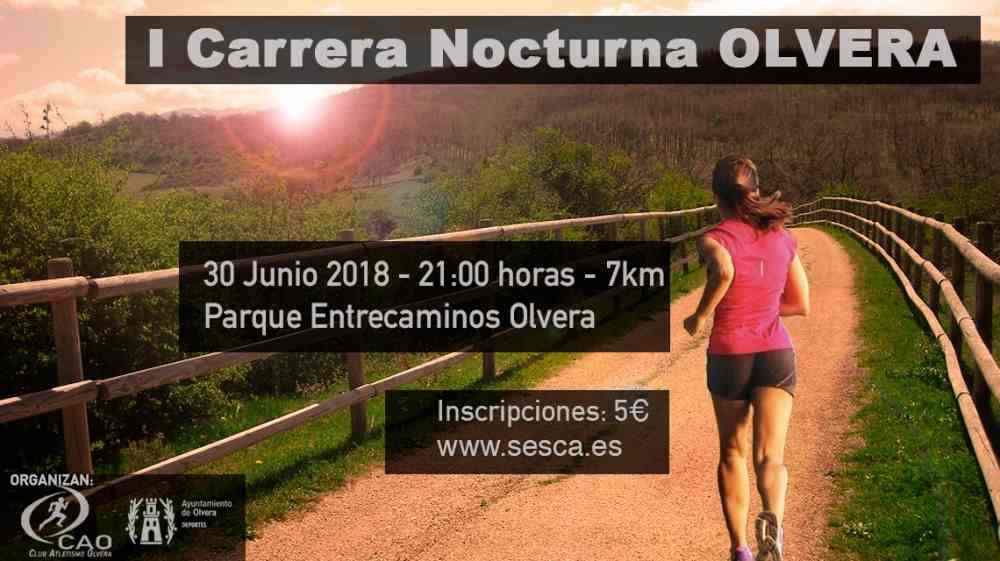 I Carrera Nocturna OLVERA
30 Junio 2018 - 21:00 horas - 7km
Parque Entrecaminos Olvera
Inscripciones: 5€
www.sesca.es
ORGANIZAN:
CAO
CLUB ATLETISMO OLVERA
Ayuntamiento
de Olvera
DEPORTES